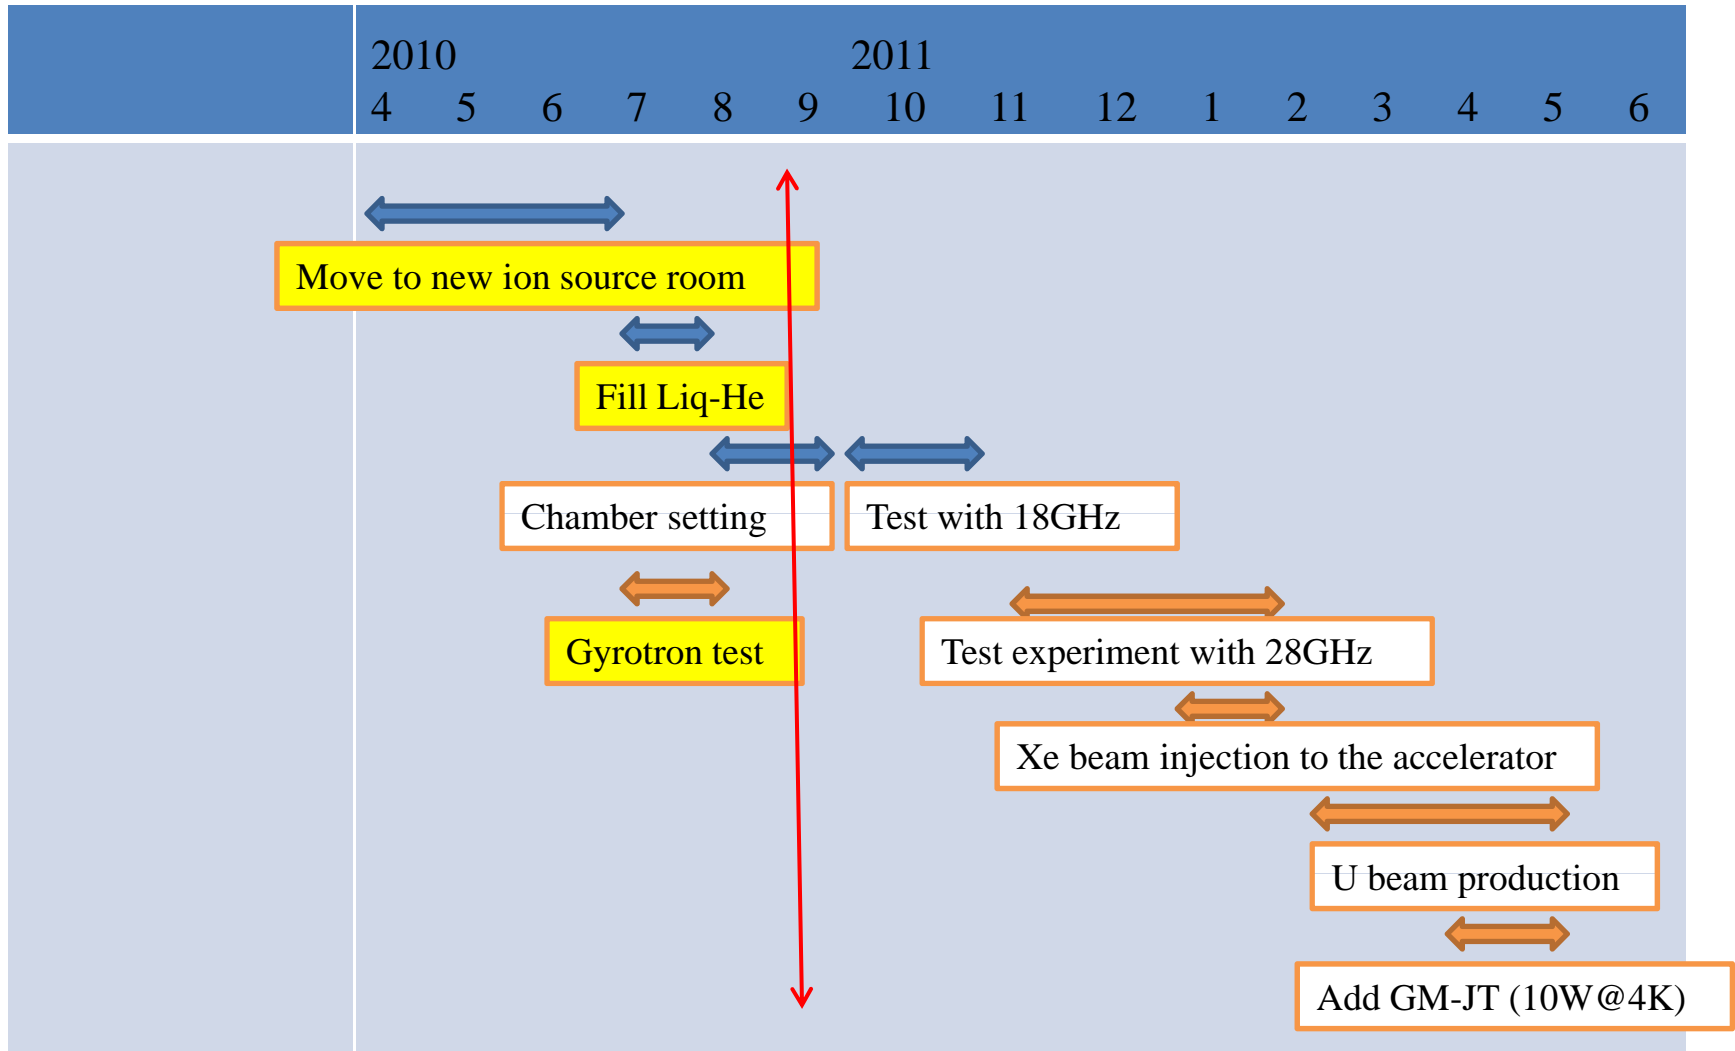 2010 2011
4 5 6 7 8 9 10 11 12 1 2 3 4 5 6
Move to new ion source room
Fill Liq-He
Chamber setting Test with 18GHz
Gyrotron test Test experiment with 28GHz
Xe beam injection to the accelerator
U beam production
Add GM-JT (10W@4K)